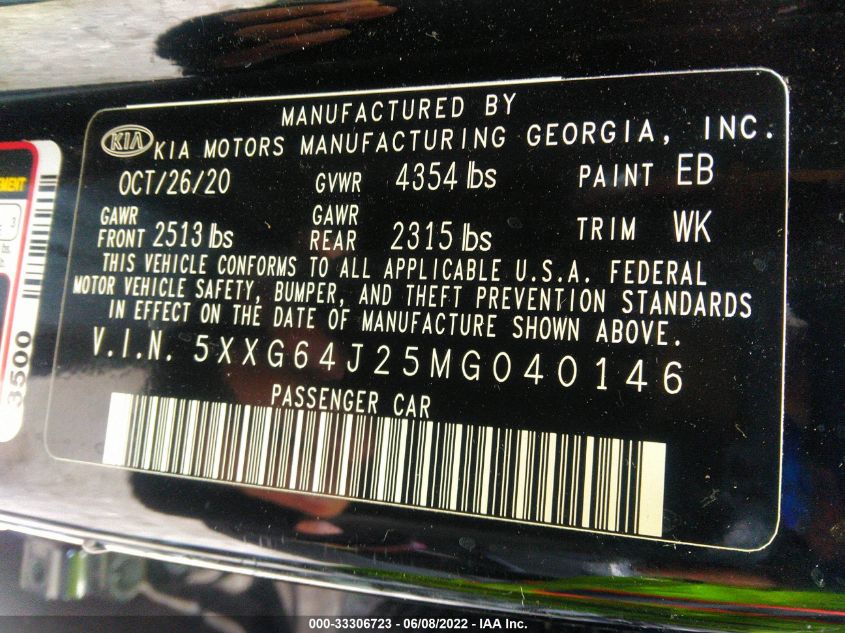 MANUFACTURED BY
KIA KIA MOTORS MANUFACTURING GEORGIA, INC.
OCT/26/20 GVWR 4354 lbs PAINT EB
GAWR FRONT 2513 lbs GAWR REAR 2315 lbs TRIM WK
THIS VEHICLE CONFORMS TO ALL APPLICABLE U.S.A. FEDERAL
MOTOR VEHICLE SAFETY, BUMPER, AND THEFT PREVENTION STANDARDS
IN EFFECT ON THE DATE OF MANUFACTURE SHOWN ABOVE.
V.I.N. 5XXG64J25MG040146
PASSENGER CAR
3500
000-33306723 - 06/08/2022 - IAA Inc.